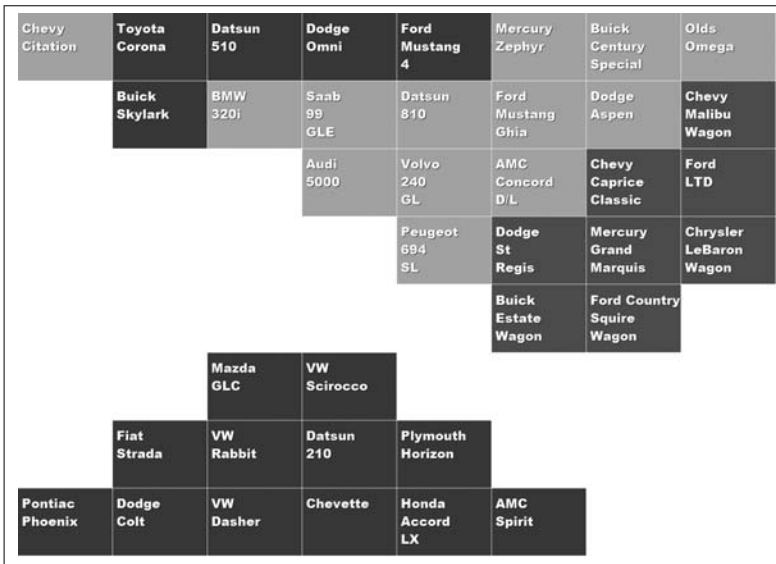 Chevy
Citation
Toyota
Corona
Datsun
510
Dodge
Omni
Ford
Mustang
4
Mercury
Zephyr
Buick
Century
Special
Olds
Omega
Buick
Skylark
BMW
320i
Saab
99
GLE
Datsun
810
Ford
Mustang
Ghia
Dodge
Aspen
Chevy
Malibu
Wagon
Audi
5000
Volvo
240
GL
AMC
Concord
D/L
Chevy
Caprice
Classic
Ford
LTD
Peugeot
694
SL
Dodge
St
Regis
Mercury
Grand
Marquis
Chrysler
LeBaron
Wagon
Buick
Estate
Wagon
Ford Country
Squire
Wagon
Mazda
GLC
VW
Scirocco
Fiat
Strada
VW
Rabbit
Datsun
210
Plymouth
Horizon
Pontiac
Phoenix
Dodge
Colt
VW
Dasher
Chevette
Honda
Accord
LX
AMC
Spirit